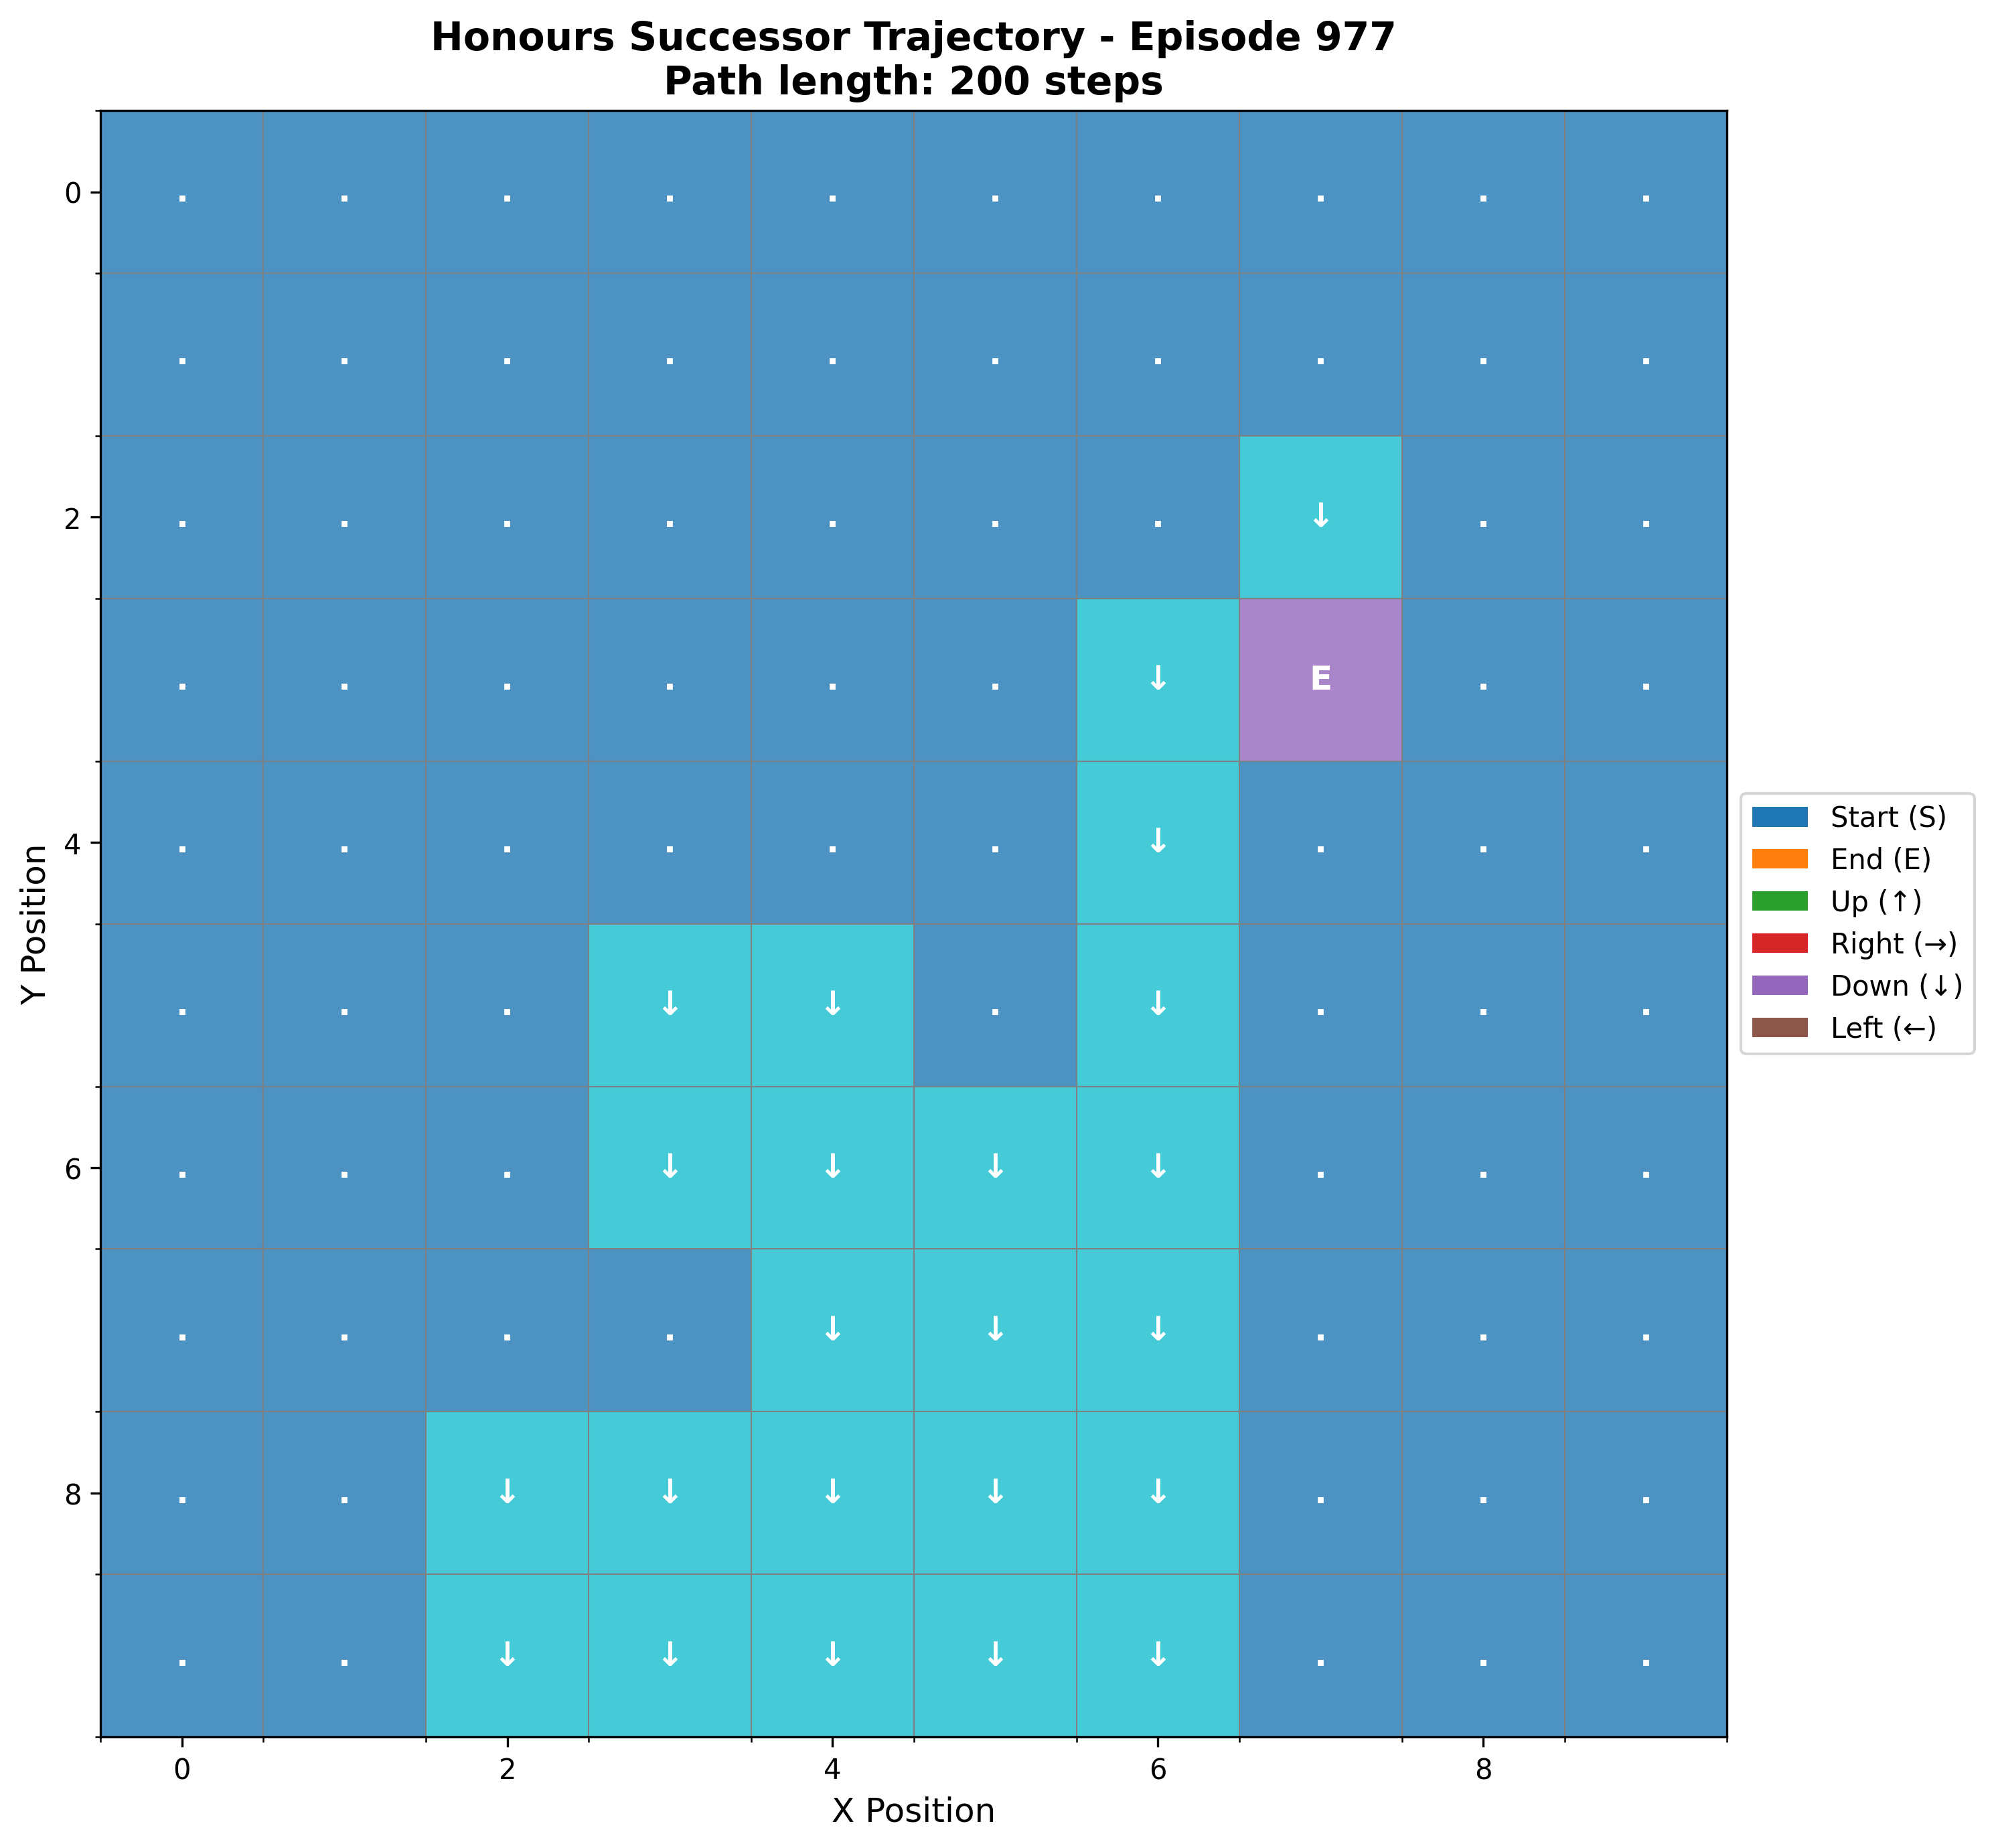 Honours Successor Trajectory - Episode 977
Path length: 200 steps
0
. . . . . . . . . .
. . . . . . . . . .
2
. . . . . . . ↓ . .
. . . . . . ↓ E . .
4
. . . . . . ↓ . . .
. . . ↓ ↓ . ↓ . . .
6
. . . ↓ ↓ ↓ ↓ . . .
. . . . ↓ ↓ ↓ . . .
8
. . ↓ ↓ ↓ ↓ ↓ . . .
. . ↓ ↓ ↓ ↓ ↓ . . .
0 2 4 6 8
X Position
Y Position
Start (S)
End (E)
Up (↑)
Right (→)
Down (↓)
Left (←)